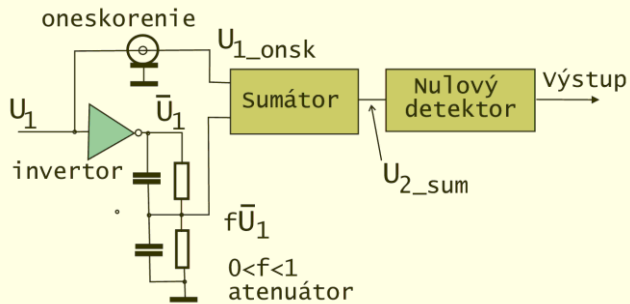 oneskorenie
U1_onsk
U1
Ū1
invertor
Sumátor
Nulový
detektor
Výstup
U2_sum
fŪ1
0<f<1
atenuátor